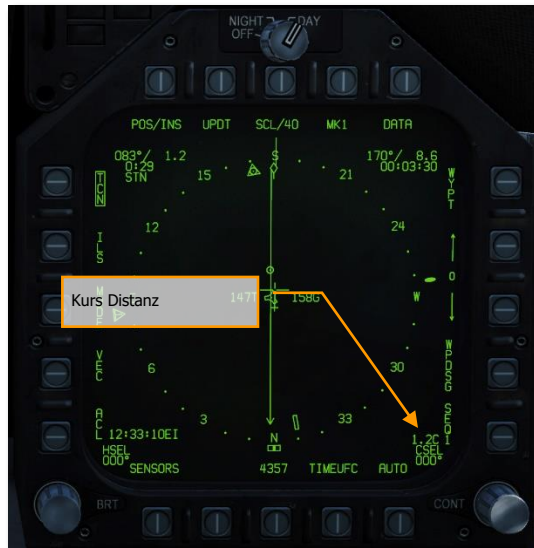 NIGHT DAY
OFF
POS/INS UPDT SCL/40 MK1 DATA
083°/ 1.2
0:29
STN
170°/ 8.6
00:03:30
S
15
21
TCN
WYPT
12
24
ILS
0
Kurs Distanz
147T
158G
W
VEC
6
30
WPDSG
3
33
ACL
SEQ1
12:33:10EI
N
1.2C
HSEL
000°
CSEL
000°
SENSORS 4357 TIMEUFC AUTO
BRT
CONT